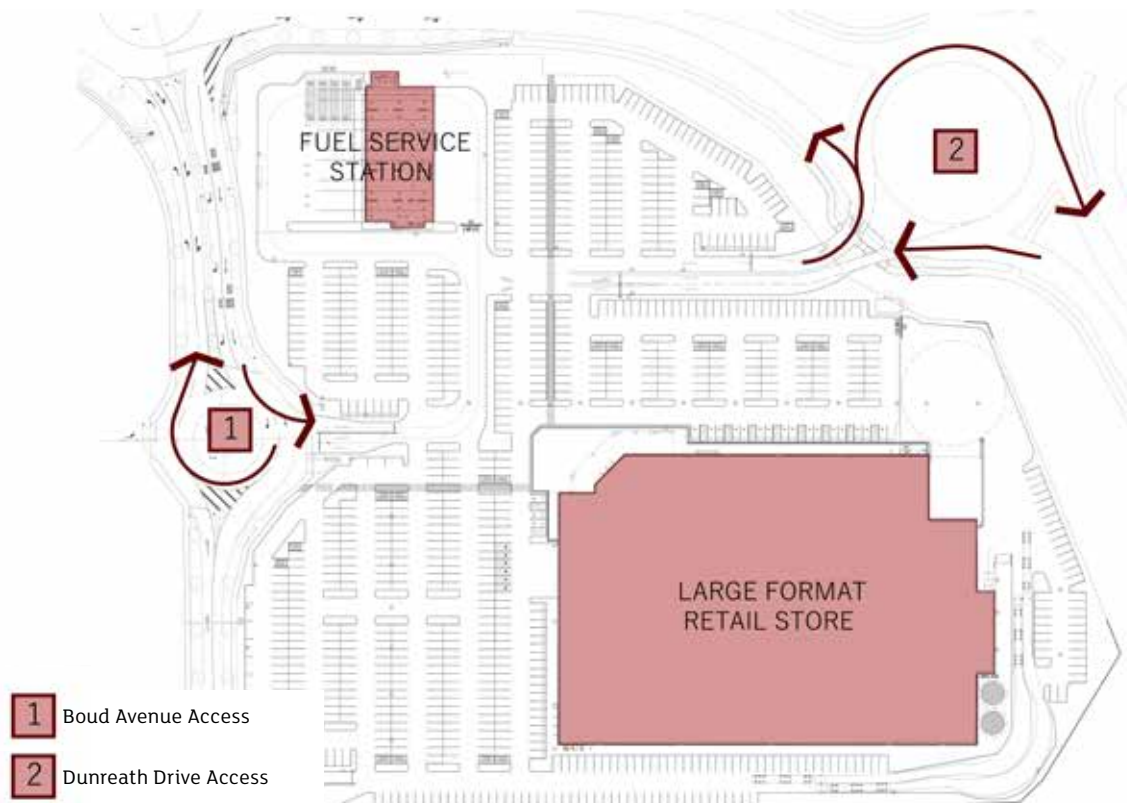 FUEL SERVICE
STATION
2
1
LARGE FORMAT
RETAIL STORE
1 Boud Avenue Access
2 Dunreath Drive Access